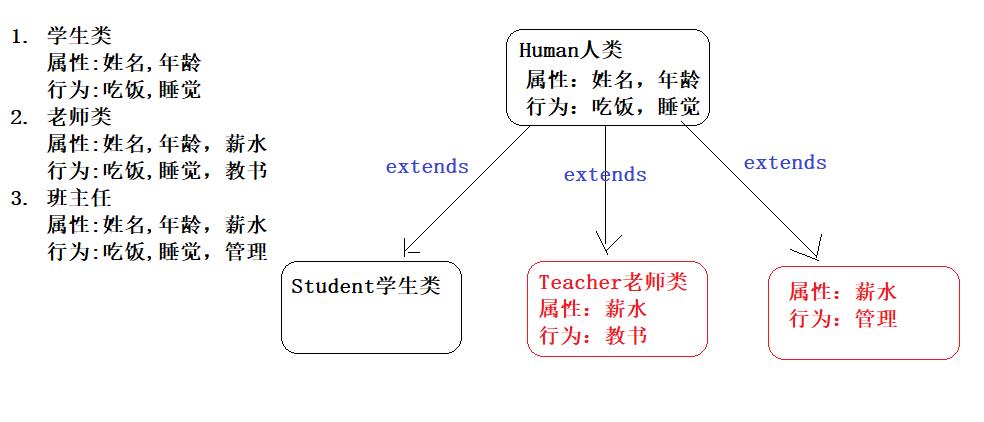 1. 学生类
属性:姓名,年龄
行为:吃饭,睡觉
2. 老师类
属性:姓名,年龄，薪水
行为:吃饭,睡觉，教书
3. 班主任
属性:姓名,年龄，薪水
行为:吃饭,睡觉，管理
Human人类
属性：姓名，年龄
行为：吃饭，睡觉
extends
extends
extends
Student学生类
Teacher老师类
属性：薪水
行为：教书
属性：薪水
行为：管理